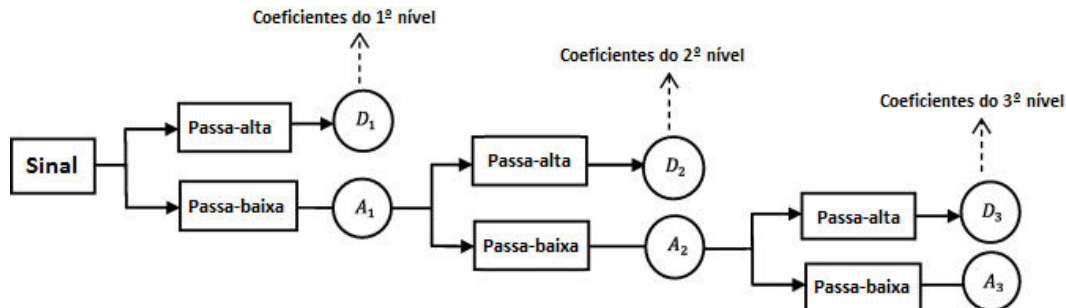 Coeficientes do 1º nível
Coeficientes do 2º nível
Coeficientes do 3º nível
Sinal
Passa-alta
D1
Passa-baixa
A1
Passa-alta
D2
Passa-baixa
A2
Passa-alta
D3
Passa-baixa
A3